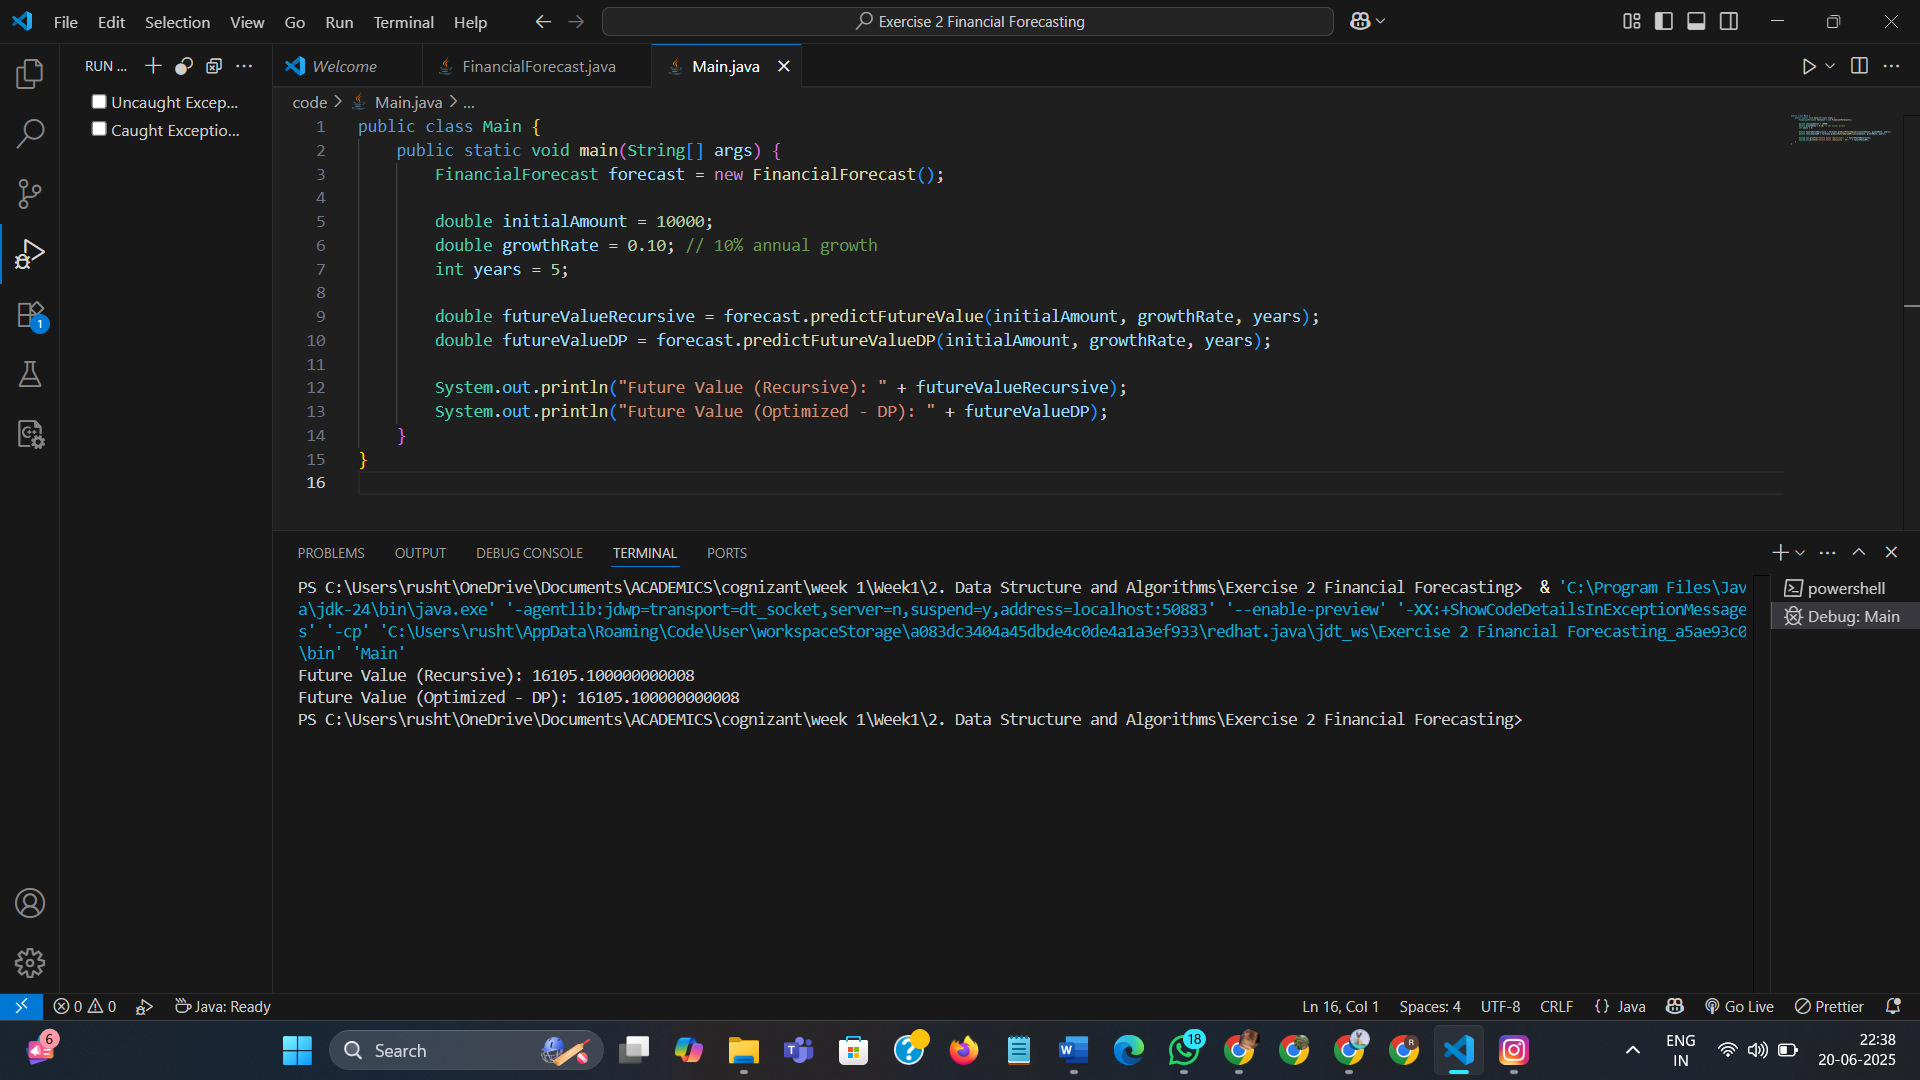 File Edit Selection View Go Run Terminal Help
Exercise 2 Financial Forecasting
RUN ...
Uncaught Excep...
Caught Exceptio...
Welcome
FinancialForecast.java
Main.java
code > Main.java > ...
1 public class Main {
2 public static void main(String[] args) {
3 FinancialForecast forecast = new FinancialForecast();
4
5 double initialAmount = 10000;
6 double growthRate = 0.10; // 10% annual growth
7 int years = 5;
8
9 double futureValueRecursive = forecast.predictFutureValue(initialAmount, growthRate, years);
10 double futureValueDP = forecast.predictFutureValueDP(initialAmount, growthRate, years);
11
12 System.out.println("Future Value (Recursive): " + futureValueRecursive);
13 System.out.println("Future Value (Optimized - DP): " + futureValueDP);
14 }
15 }
16
1
PROBLEMS OUTPUT DEBUG CONSOLE TERMINAL PORTS
PS C:\Users\rusht\OneDrive\Documents\ACADEMICS\cognizant\week 1\Week1\2. Data Structure and Algorithms\Exercise 2 Financial Forecasting> & 'C:\Program Files\Jav
a\jdk-24\bin\java.exe' '-agentlib:jdwp=transport=dt_socket,server=n,suspend=y,address=localhost:50883' '--enable-preview' '-XX:+ShowCodeDetailsInExceptionMessage
s' '-cp' 'C:\Users\rusht\AppData\Roaming\Code\User\workspaceStorage\a083dc3404a45dbde4c0de4a1a3ef933\redhat.java\jdt_ws\Exercise 2 Financial Forecasting_a5ae93c0
\bin' 'Main'
Future Value (Recursive): 16105.100000000008
Future Value (Optimized - DP): 16105.100000000008
PS C:\Users\rusht\OneDrive\Documents\ACADEMICS\cognizant\week 1\Week1\2. Data Structure and Algorithms\Exercise 2 Financial Forecasting>
powershell
Debug: Main
0 0 Java: Ready
Ln 16, Col 1 Spaces: 4 UTF-8 CRLF {} Java Go Live Prettier
6
Search
18
R
ENG
IN
22:38
20-06-2025